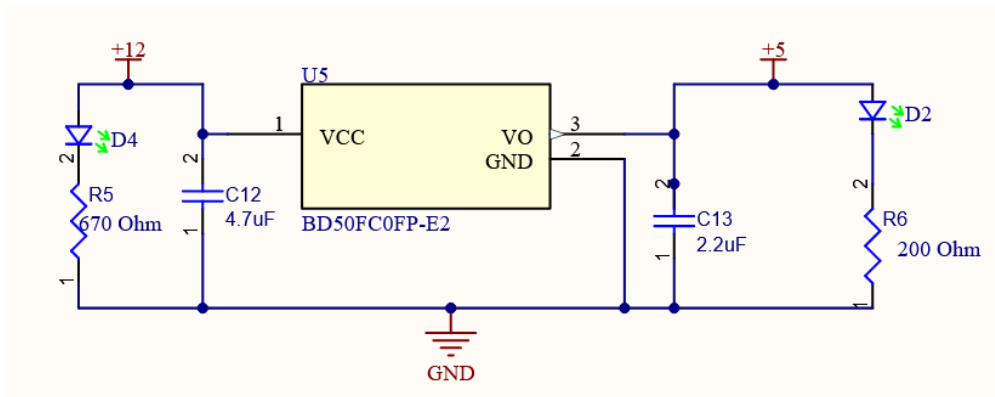 +12
+5
U5
D4
D2
1
VCC
VO
3
GND
2
2
2
2
2
R5
670 Ohm
C12
4.7uF
BD50FC0FP-E2
C13
2.2uF
R6
200 Ohm
1
1
1
1
GND